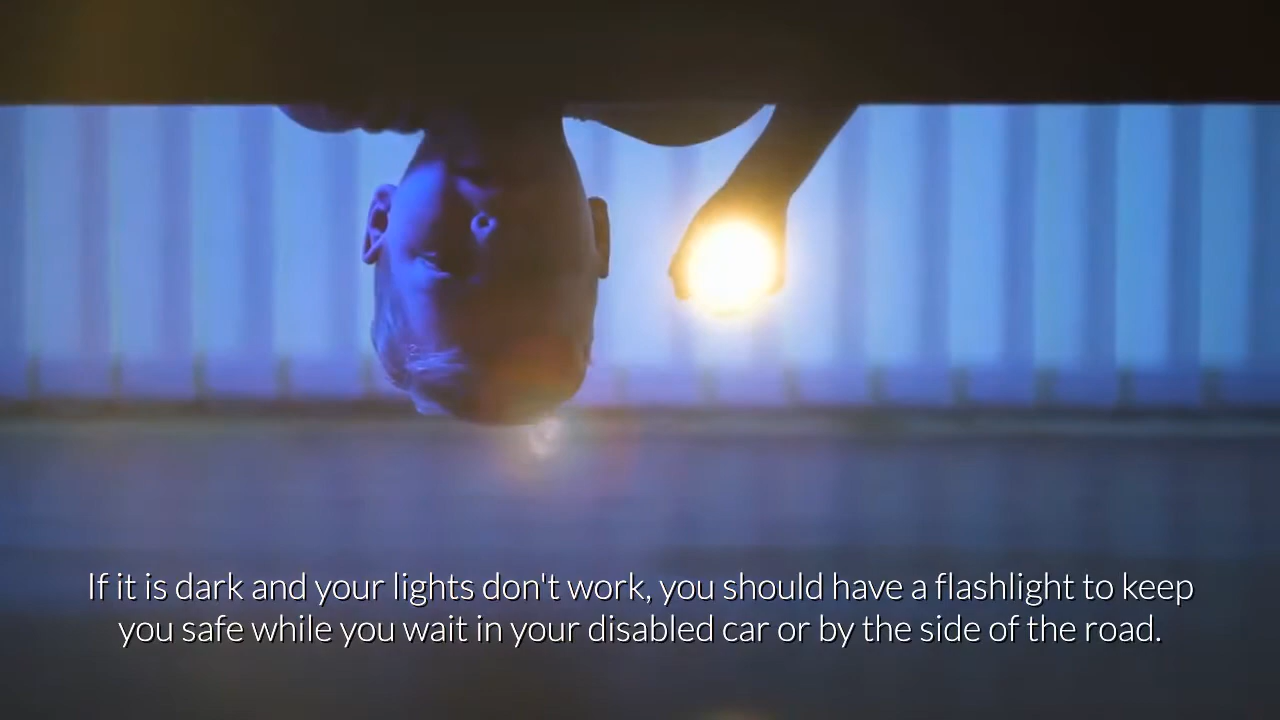 If it is dark and your lights don't work, you should have a flashlight to keep
you safe while you wait in your disabled car or by the side of the road.